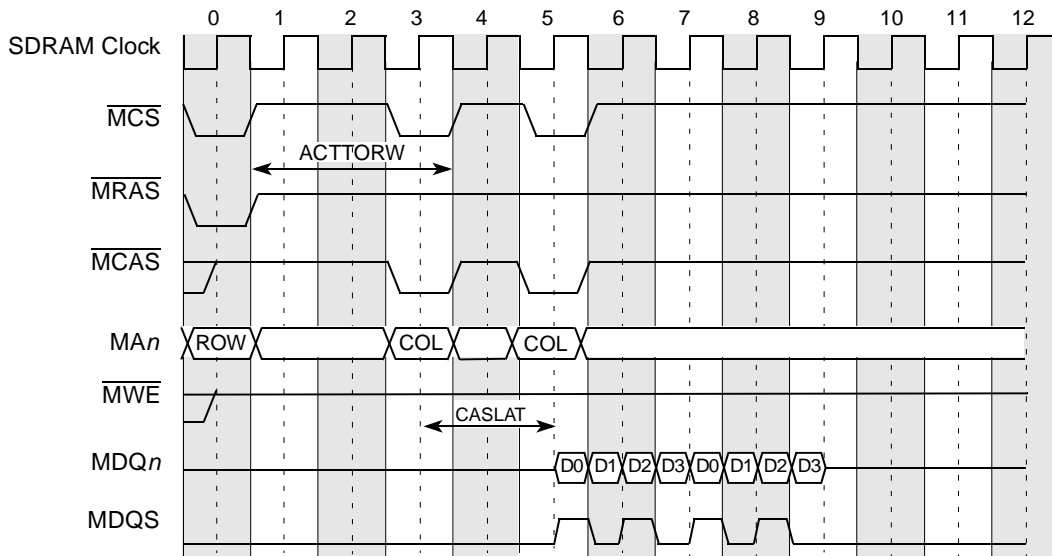 0 1 2 3 4 5 6 7 8 9 10 11 12
SDRAM Clock
MCS
ACTTORW
MRAS
MCAS
MAn ROW COL COL
MWE
CASLAT
MDQn D0 D1 D2 D3 D0 D1 D2 D3
MDQS